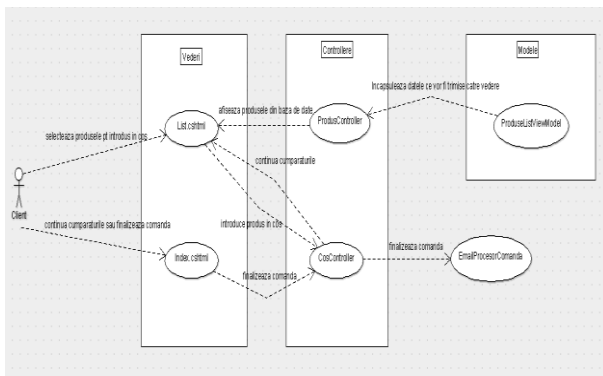 Vederi
Controllere
Modele
Incapsuleaza datele ce vor fi trimise catre vedere
afiseaza produsele din baza de date
List.cshtml
ProdusController
ProduseListViewModel
selecteaza produsele pt introdus in cos
continua cumparaturile
Client
continua cumparaturile sau finalizeaza comanda
introduce produs in cos
finalizeaza comanda
Index.cshtml
CosController
EmailProcesorComanda
finalizeaza comanda